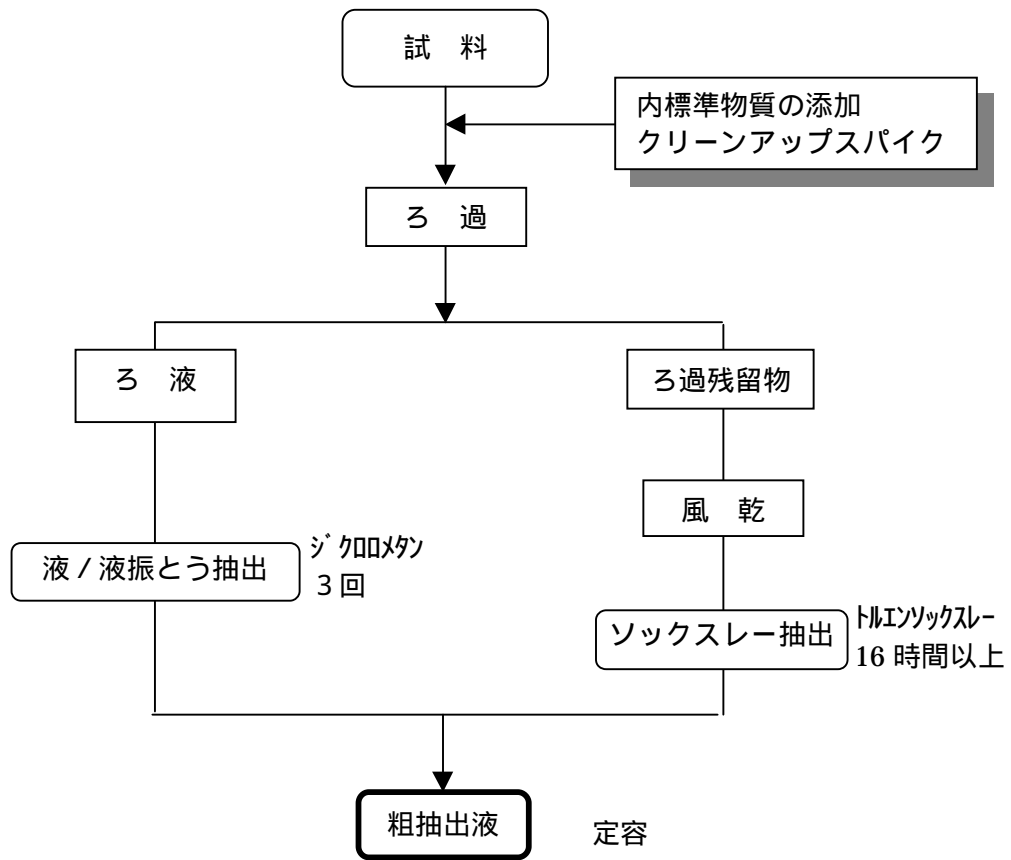 試　料
内標準物質の添加
クリーンアップスパイク
ろ　過
ろ　液
ろ過残留物
風　乾
液／液振とう抽出
ｼﾞｸﾛﾛﾒﾀﾝ
３回
ソックスレー抽出
ﾄﾙｴﾝｿｯｸｽﾚｰ
16 時間以上
粗抽出液
定容